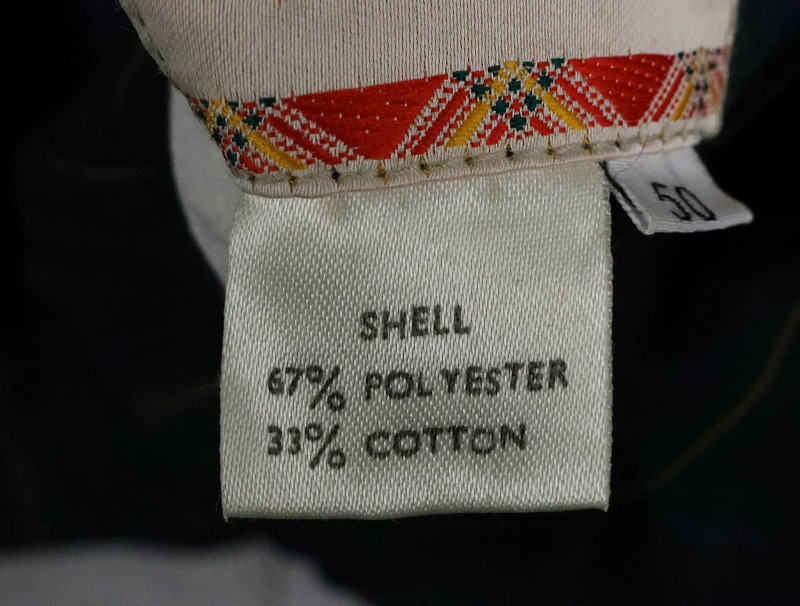 50
SHELL
67% POLYESTER
33% COTTON